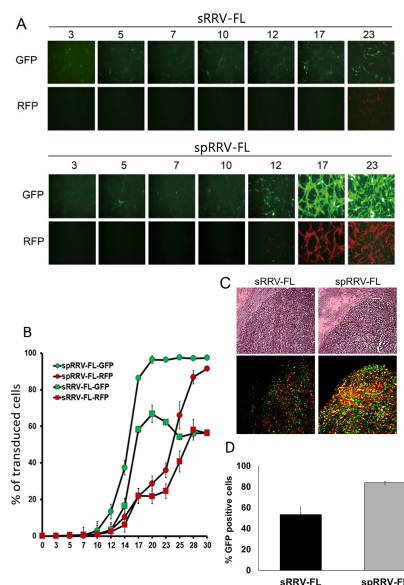 A
sRRV-FL
3 5 7 10 12 17 23
GFP
RFP
spRRV-FL
3 5 7 10 12 17 23
GFP
RFP
C
sRRV-FL spRRV-FL
B
% of transduced cells
100
80
60
40
20
0
spRRV-FL-GFP
spRRV-FL-RFP
sRRV-FL-GFP
sRRV-FL-RFP
0 3 5 7 10 12 14 17 20 23 25 28 30
D
% GFP positive cells
100
80
60
40
20
0
sRRV-FL spRRV-FL